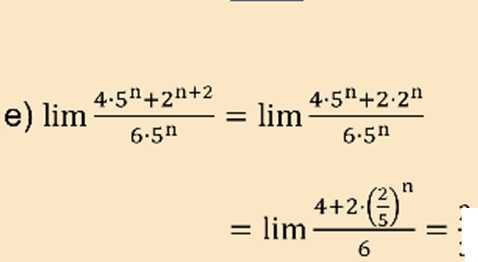 e) lim (4·5ⁿ+2ⁿ⁺²)/(6·5ⁿ) = lim (4·5ⁿ+2·2ⁿ)/(6·5ⁿ)
= lim (4+2·(2/5)ⁿ)/6 =